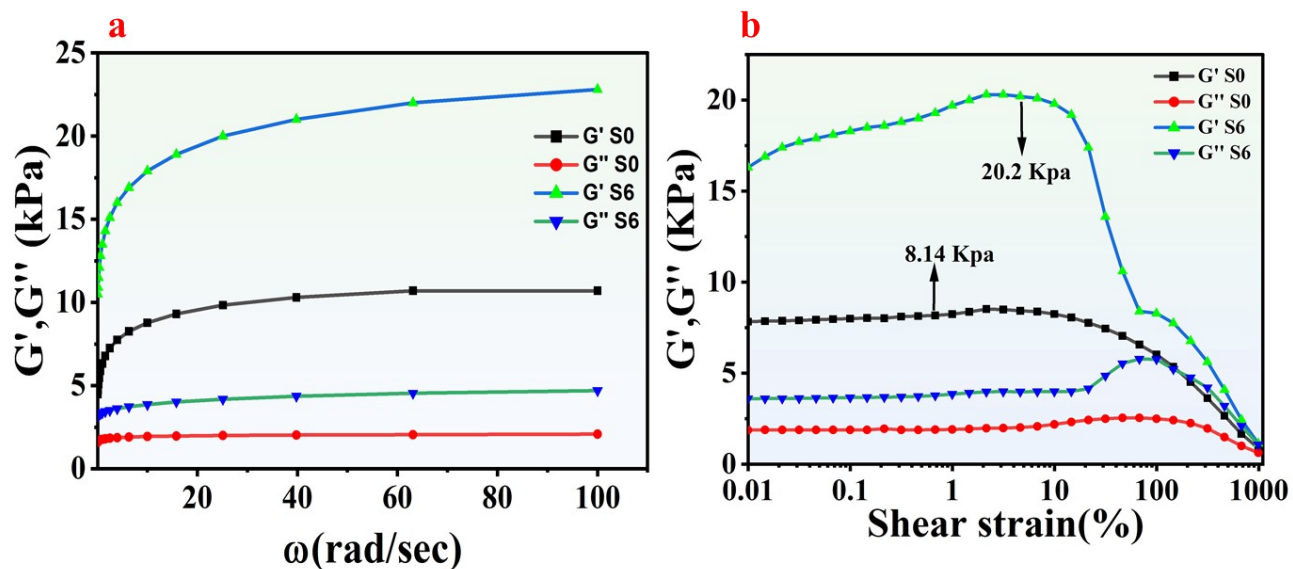 a
25
20
15
10
5
0
G',G'' (kPa)
20
40
60
80
100
ω(rad/sec)
G' S0
G'' S0
G' S6
G'' S6
b
20
15
10
5
0
G',G'' (KPa)
0.01
0.1
1
10
100
1000
Shear strain(%)
G' S0
G'' S0
G' S6
G'' S6
20.2 Kpa
8.14 Kpa